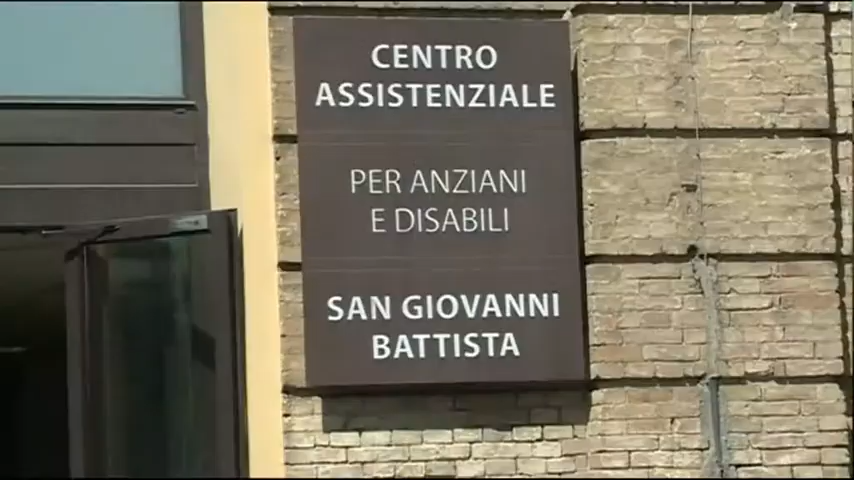 CENTRO
ASSISTENZIALE
PER ANZIANI
E DISABILI
SAN GIOVANNI
BATTISTA